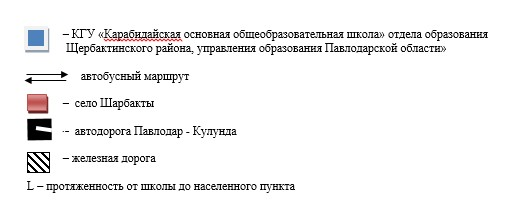 – КГУ «Карабидайская основная общеобразовательная школа» отдела образования
Щербактинского района, управления образования Павлодарской области»
автобусный маршрут
– село Шарбакты
-- автодорога Павлодар - Кулунда
– железная дорога
L – протяженность от школы до населенного пункта